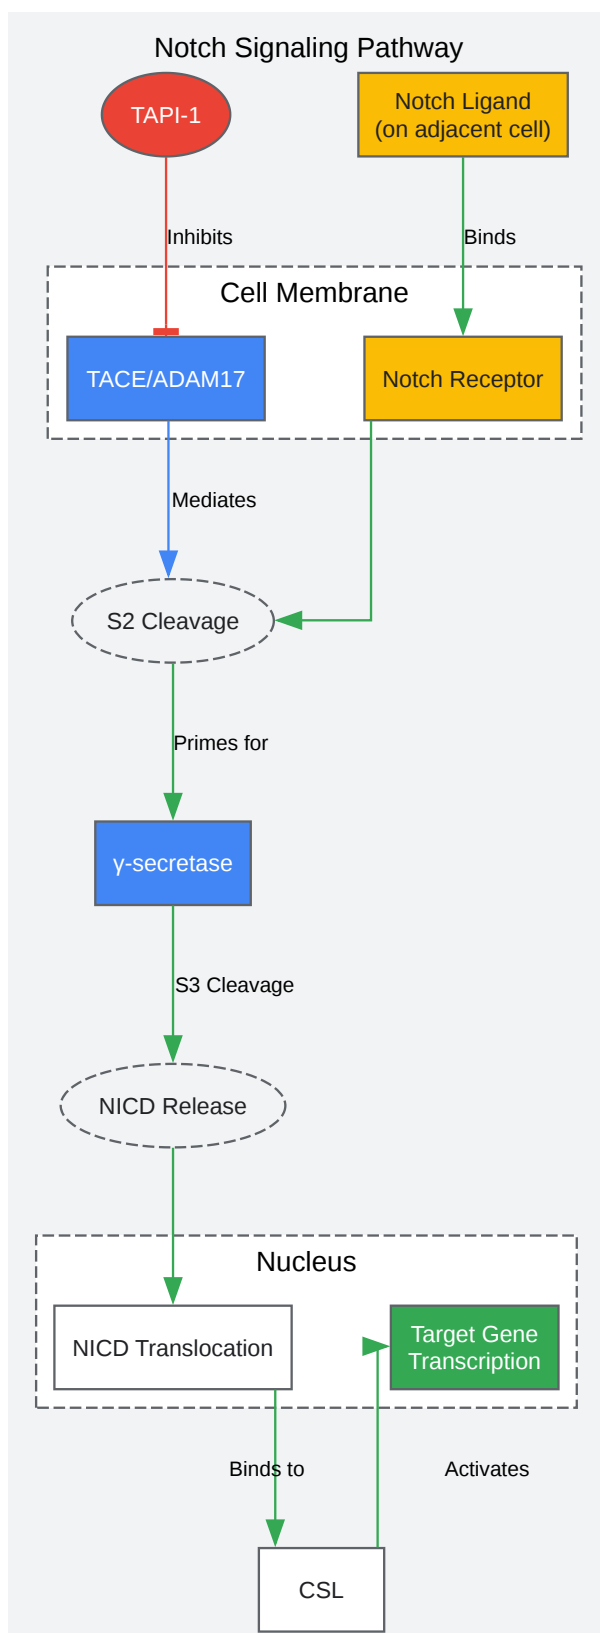 Notch Signaling Pathway
TAPI-1
Notch Ligand
(on adjacent cell)
Inhibits
Binds
Cell Membrane
TACE/ADAM17
Notch Receptor
Mediates
S2 Cleavage
Primes for
γ-secretase
S3 Cleavage
NICD Release
Nucleus
NICD Translocation
Target Gene
Transcription
Binds to
Activates
CSL